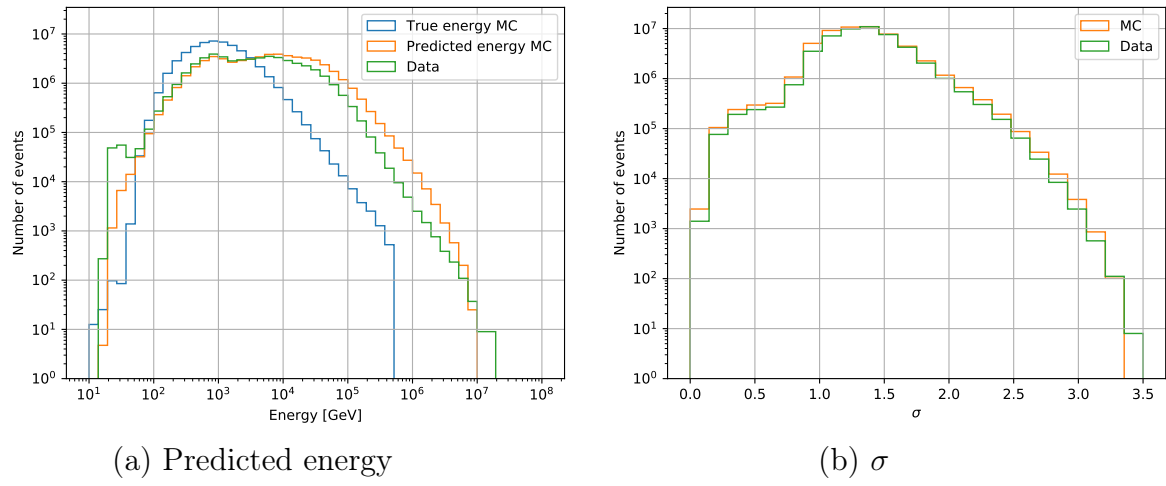 Number of events
10^7
10^6
10^5
10^4
10^3
10^2
10^1
10^0
True energy MC
Predicted energy MC
Data
10^1 10^2 10^3 10^4 10^5 10^6 10^7 10^8
Energy [GeV]
(a) Predicted energy
Number of events
10^7
10^6
10^5
10^4
10^3
10^2
10^1
10^0
MC
Data
0.0 0.5 1.0 1.5 2.0 2.5 3.0 3.5
σ
(b) σ